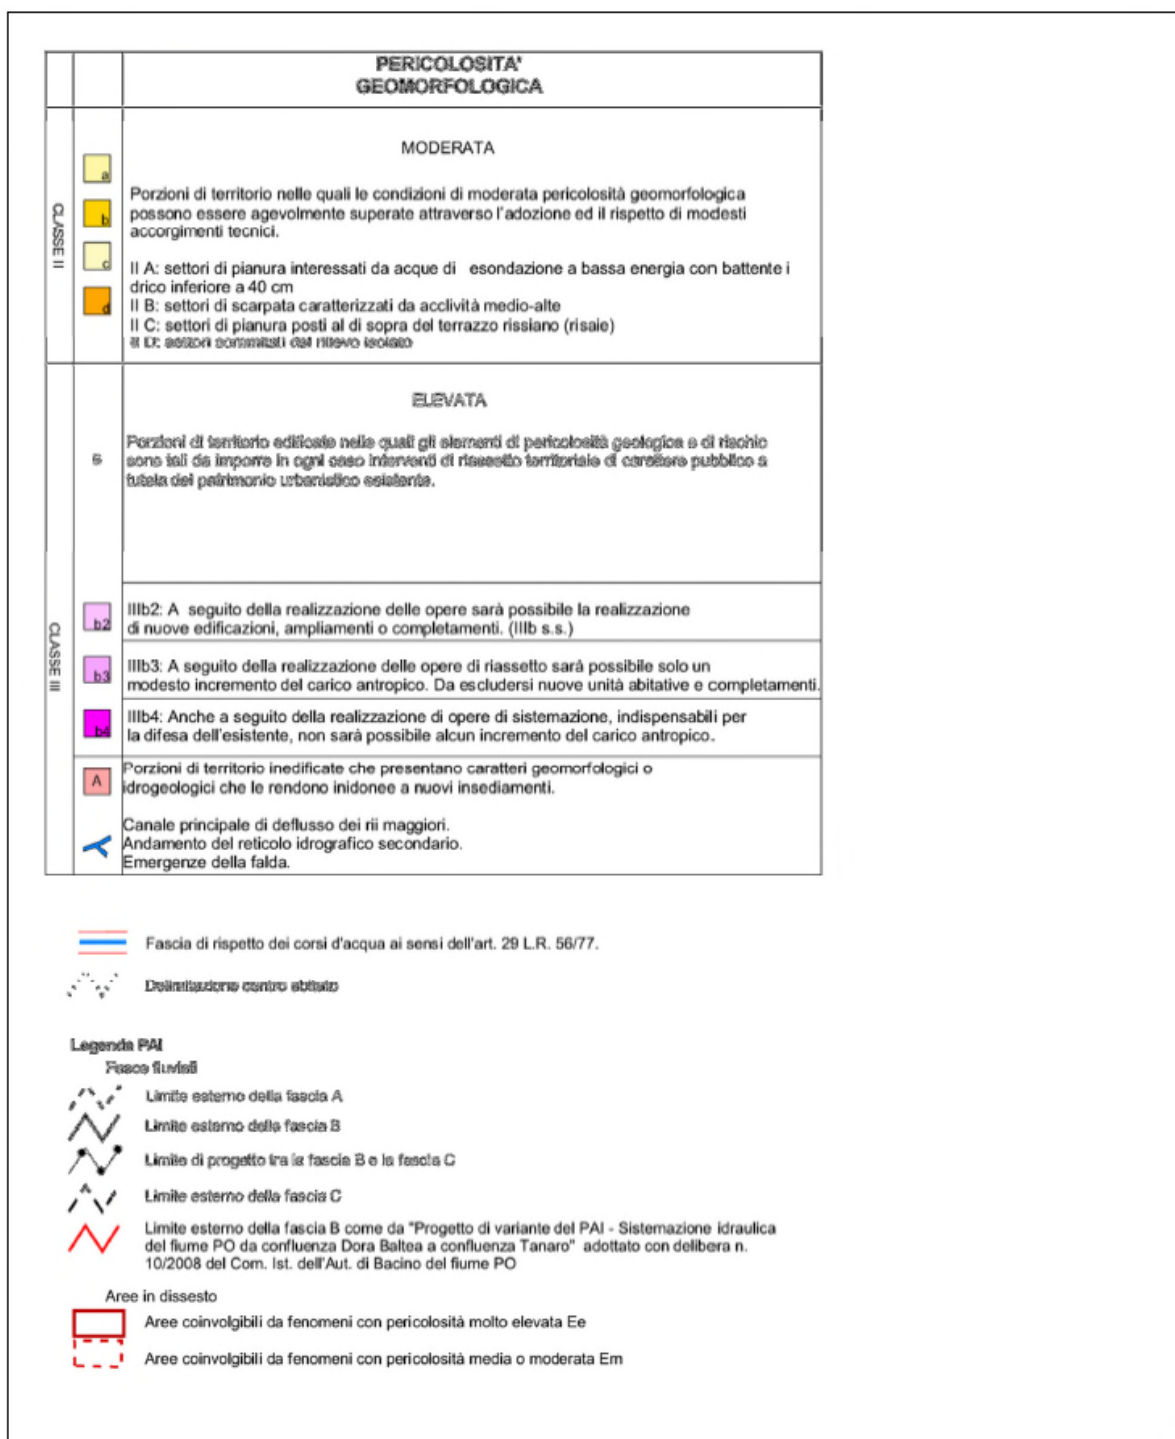 PERICOLOSITA'
GEOMORFOLOGICA
CLASSE II
MODERATA
a
b
c
d
Porzioni di territorio nelle quali le condizioni di moderata pericolosità geomorfologica
possono essere agevolmente superate attraverso l'adozione ed il rispetto di modesti
accorgimenti tecnici.
II A: settori di pianura interessati da acque di esondazione a bassa energia con battente i
drico inferiore a 40 cm
II B: settori di scarpata caratterizzati da acclività medio-alte
II C: settori di pianura posti al di sopra del terrazzo rissiano (risaie)
II D: settori sommitali del rilievo isolato
CLASSE III
ELEVATA
Porzioni di territorio edificate nelle quali gli elementi di pericolosità geologica e di rischio
sono tali da imporre in ogni caso interventi di riassetto territoriale di carattere pubblico a
tutela del patrimonio urbanistico esistente.
b2
IIIb2: A seguito della realizzazione delle opere sarà possibile la realizzazione
di nuove edificazioni, ampliamenti o completamenti. (IIIb s.s.)
b3
IIIb3: A seguito della realizzazione delle opere di riassetto sarà possibile solo un
modesto incremento del carico antropico. Da escludersi nuove unità abitative e completamenti.
b4
IIIb4: Anche a seguito della realizzazione di opere di sistemazione, indispensabili per
la difesa dell'esistente, non sarà possibile alcun incremento del carico antropico.
A
Porzioni di territorio inedificate che presentano caratteri geomorfologici o
idrogeologici che le rendono inidonee a nuovi insediamenti.
Canale principale di deflusso dei rii maggiori.
Andamento del reticolo idrografico secondario.
Emergenze della falda.
Fascia di rispetto dei corsi d'acqua ai sensi dell'art. 29 L.R. 56/77.
Delimitazione centro abitato
Legenda PAI
Fasce fluviali
Limite esterno della fascia A
Limite esterno della fascia B
Limite di progetto tra la fascia B e la fascia C
Limite esterno della fascia C
Limite esterno della fascia B come da "Progetto di variante del PAI - Sistemazione idraulica
del fiume PO da confluenza Dora Baltea a confluenza Tanaro" adottato con delibera n.
10/2008 del Com. Ist. dell'Aut. di Bacino del fiume PO
Aree in dissesto
Aree coinvolgibili da fenomeni con pericolosità molto elevata Ee
Aree coinvolgibili da fenomeni con pericolosità media o moderata Em